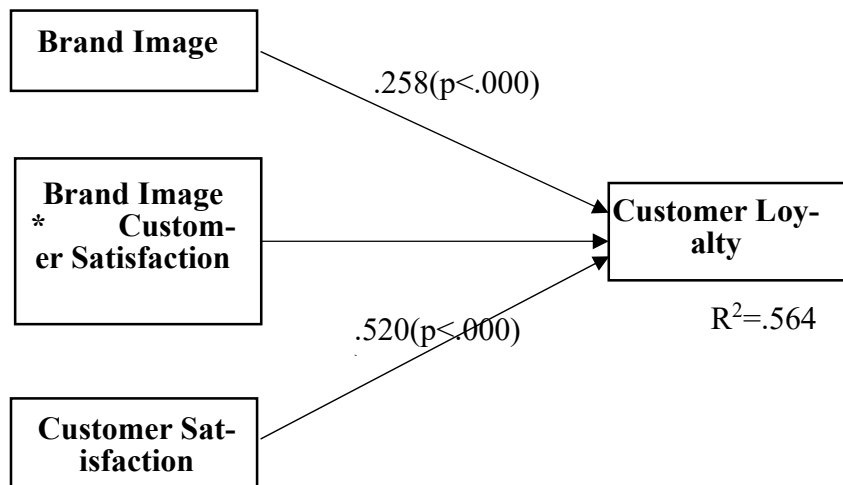 Brand Image
.258(p<.000)
Brand Image
* Custom-
er Satisfaction
Customer Loy-
alty
R²=.564
.520(p<.000)
Customer Sat-
isfaction